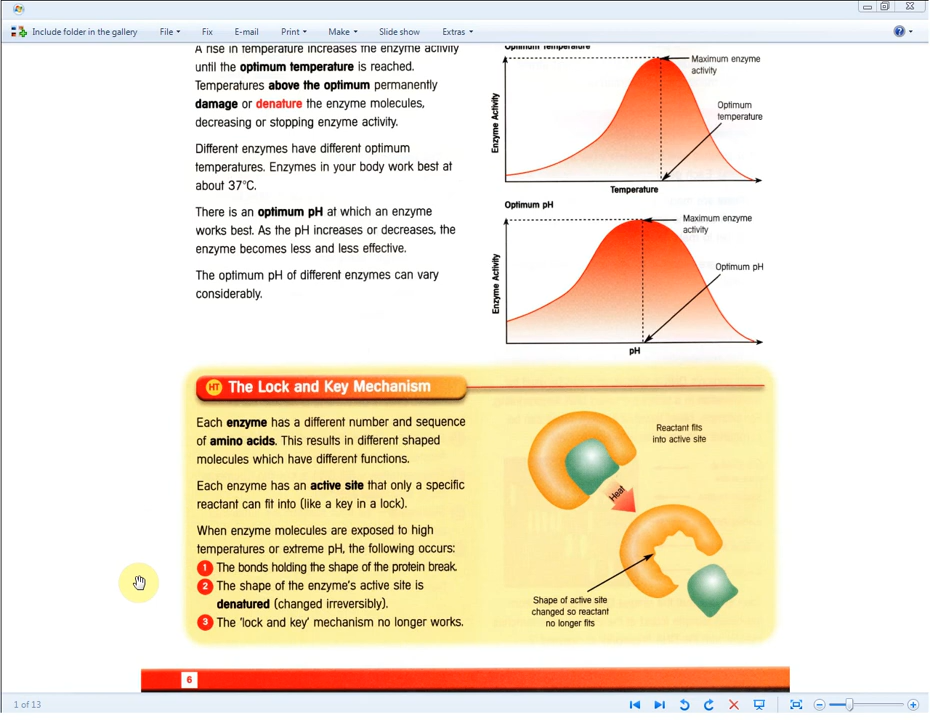 Include folder in the gallery File Fix E-mail Print Make Slide show Extras
A rise in temperature increases the enzyme activity
until the optimum temperature is reached.
Temperatures above the optimum permanently
damage or denature the enzyme molecules,
decreasing or stopping enzyme activity.
Different enzymes have different optimum
temperatures. Enzymes in your body work best at
about 37°C.
There is an optimum pH at which an enzyme
works best. As the pH increases or decreases, the
enzyme becomes less and less effective.
The optimum pH of different enzymes can vary
considerably.
Optimum Temperature
Maximum enzyme
activity
Optimum
temperature
Enzyme Activity
Temperature
Optimum pH
Maximum enzyme
activity
Optimum pH
Enzyme Activity
pH
HT The Lock and Key Mechanism
Each enzyme has a different number and sequence
of amino acids. This results in different shaped
molecules which have different functions.
Each enzyme has an active site that only a specific
reactant can fit into (like a key in a lock).
When enzyme molecules are exposed to high
temperatures or extreme pH, the following occurs:
1 The bonds holding the shape of the protein break.
2 The shape of the enzyme's active site is
denatured (changed irreversibly).
3 The 'lock and key' mechanism no longer works.
Reactant fits
into active site
Heat
Shape of active site
changed so reactant
no longer fits
6
1 of 13